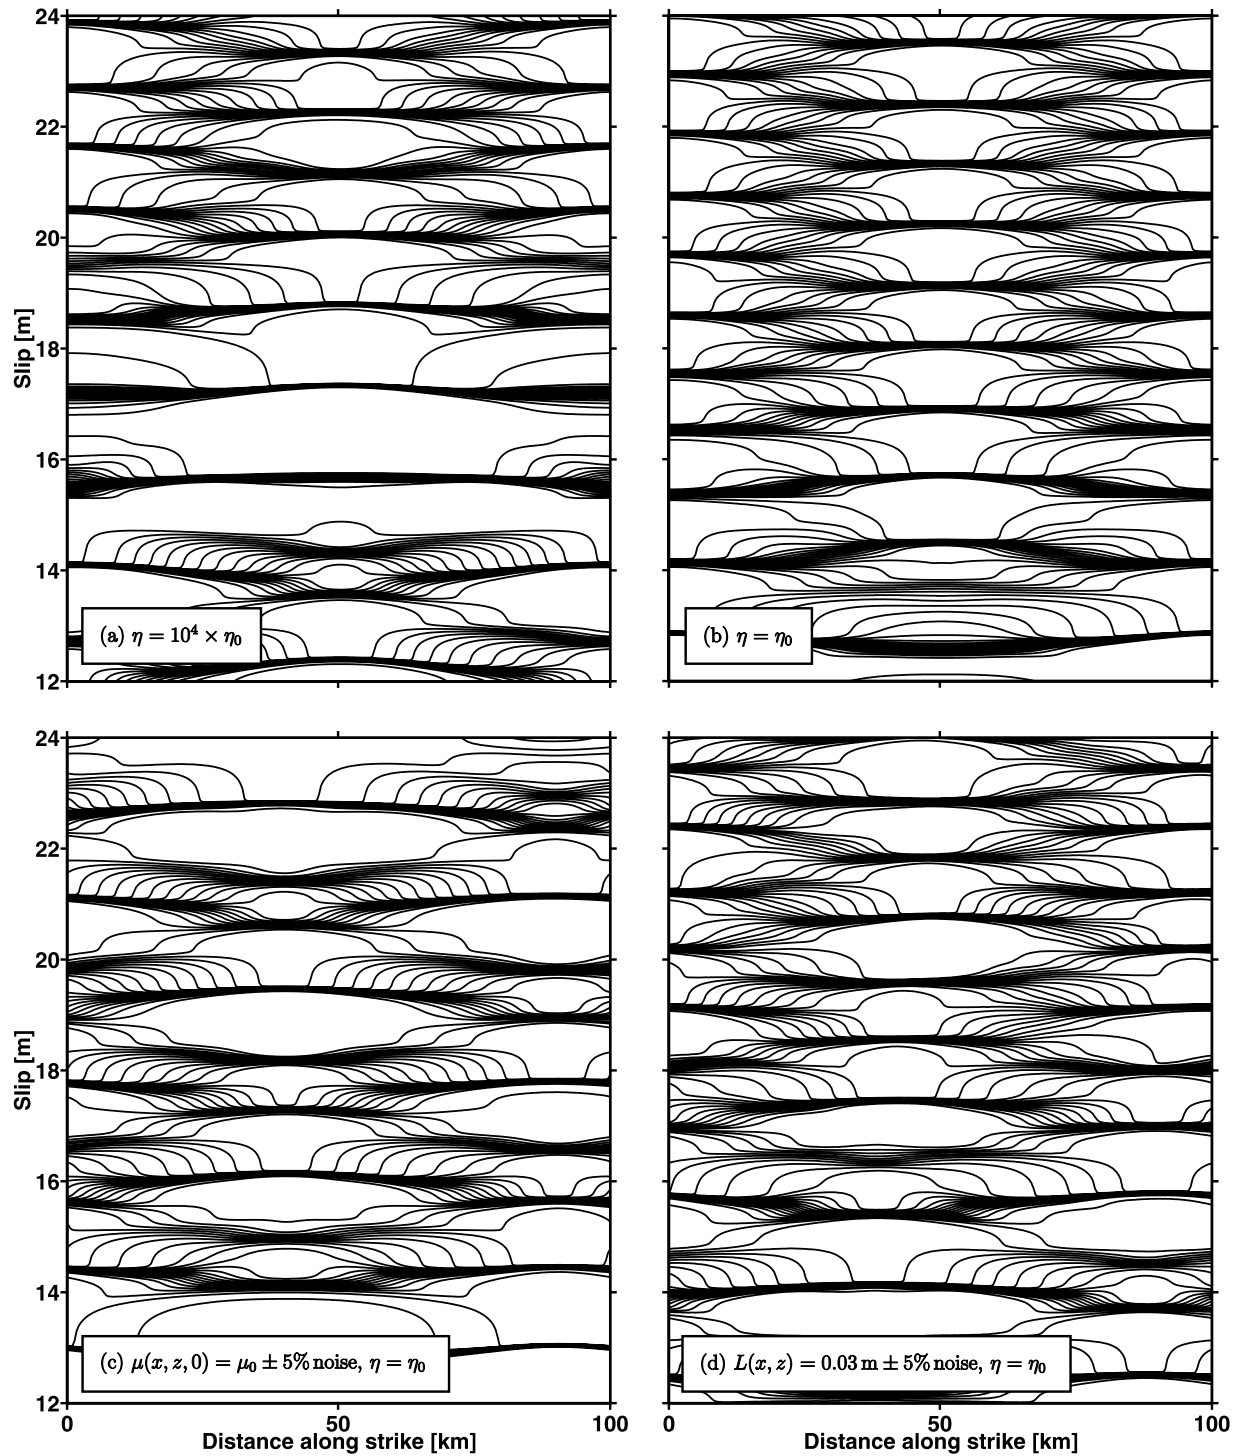 24
22
20
18
16
14
12
Slip [m]
(a) η = 10⁴ × η₀
(b) η = η₀
24
22
20
18
16
14
12
Slip [m]
(c) μ(x, z, 0) = μ₀ ± 5% noise, η = η₀
(d) L(x, z) = 0.03 m ± 5% noise, η = η₀
0 50 100
0 50 100
Distance along strike [km]
Distance along strike [km]